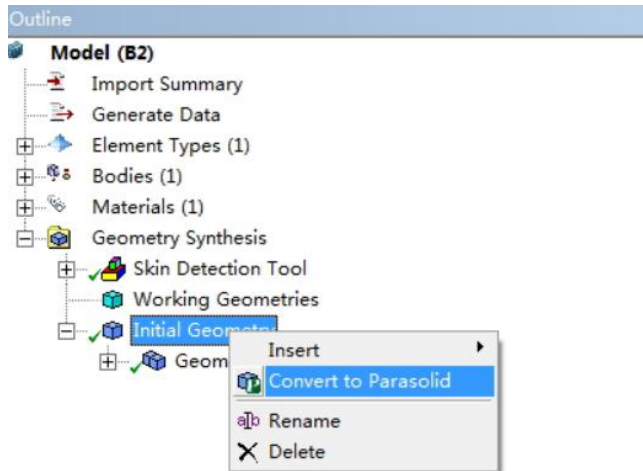 Outline
Model (B2)
Import Summary
Generate Data
Element Types (1)
Bodies (1)
Materials (1)
Geometry Synthesis
Skin Detection Tool
Working Geometries
Initial Geometry
Insert
Geom
Convert to Parasolid
Rename
Delete